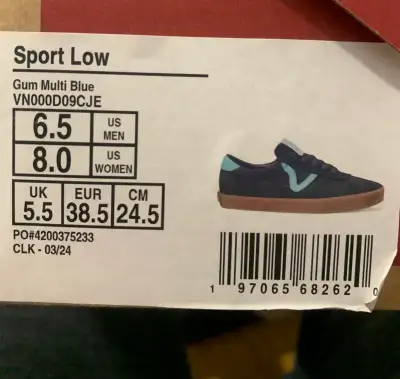 Sport Low
Gum Multi Blue
VN000D09CJE
6.5 US MEN
8.0 US WOMEN
UK EUR CM
5.5 38.5 24.5
PO#4200375233
CLK - 03/24
1 97065 68262 0